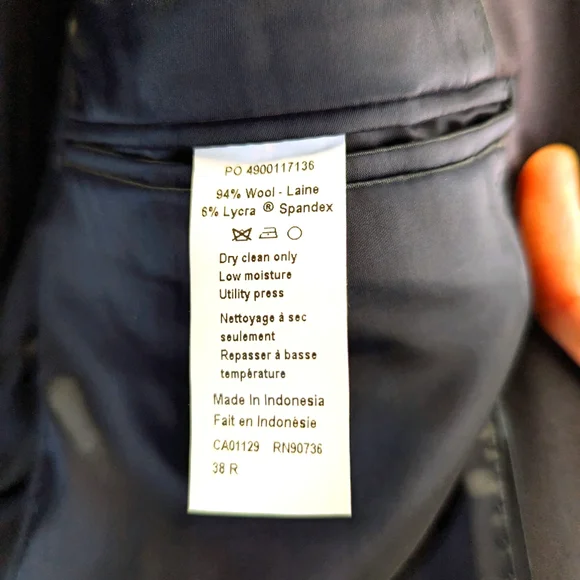 PO 4900117136
94% Wool - Laine
6% Lycra ® Spandex
Dry clean only
Low moisture
Utility press
Nettoyage à sec
seulement
Repasser à basse
température
Made In Indonesia
Fait en Indonèsie
CA01129 RN90736
38 R